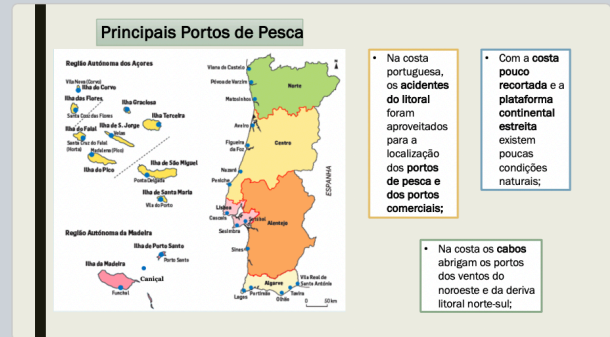 Principais Portos de Pesca
Região Autónoma dos Açores
Vila Nova (Corvo)
Ilha do Corvo
Ilha das Flores
Santa Cruz das Flores
Ilha Graciosa
Ilha Terceira
Ilha do Faial
Ilha de S. Jorge
Velas
Santa Cruz do Faial
(Horta)
Madalena (Pico)
Ilha do Pico
Ilha de São Miguel
Ponta Delgada
Ilha de Santa Maria
Vila do Porto
Região Autónoma da Madeira
Ilha de Porto Santo
Porto Santo
Ilha da Madeira
Caniçal
Funchal
Viana do Castelo
Póvoa de Varzim
Matosinhos
Norte
Aveiro
Figueira
da Foz
Centro
Nazaré
Peniche
ESPANHA
Lisboa
Cascais
Setúbal
Sesimbra
Alentejo
Sines
Algarve
Vila Real de
Santo António
Lagos
Portimão
Olhão
Tavira
0
50 km
• Na costa
portuguesa,
os acidentes
do litoral
foram
aproveitados
para a
localização
dos portos
de pesca e
dos portos
comerciais;
• Com a costa
pouco
recortada e a
plataforma
continental
estreita
existem
poucas
condições
naturais;
• Na costa os cabos
abrigam os portos
dos ventos do
noroeste e da deriva
litoral norte-sul;